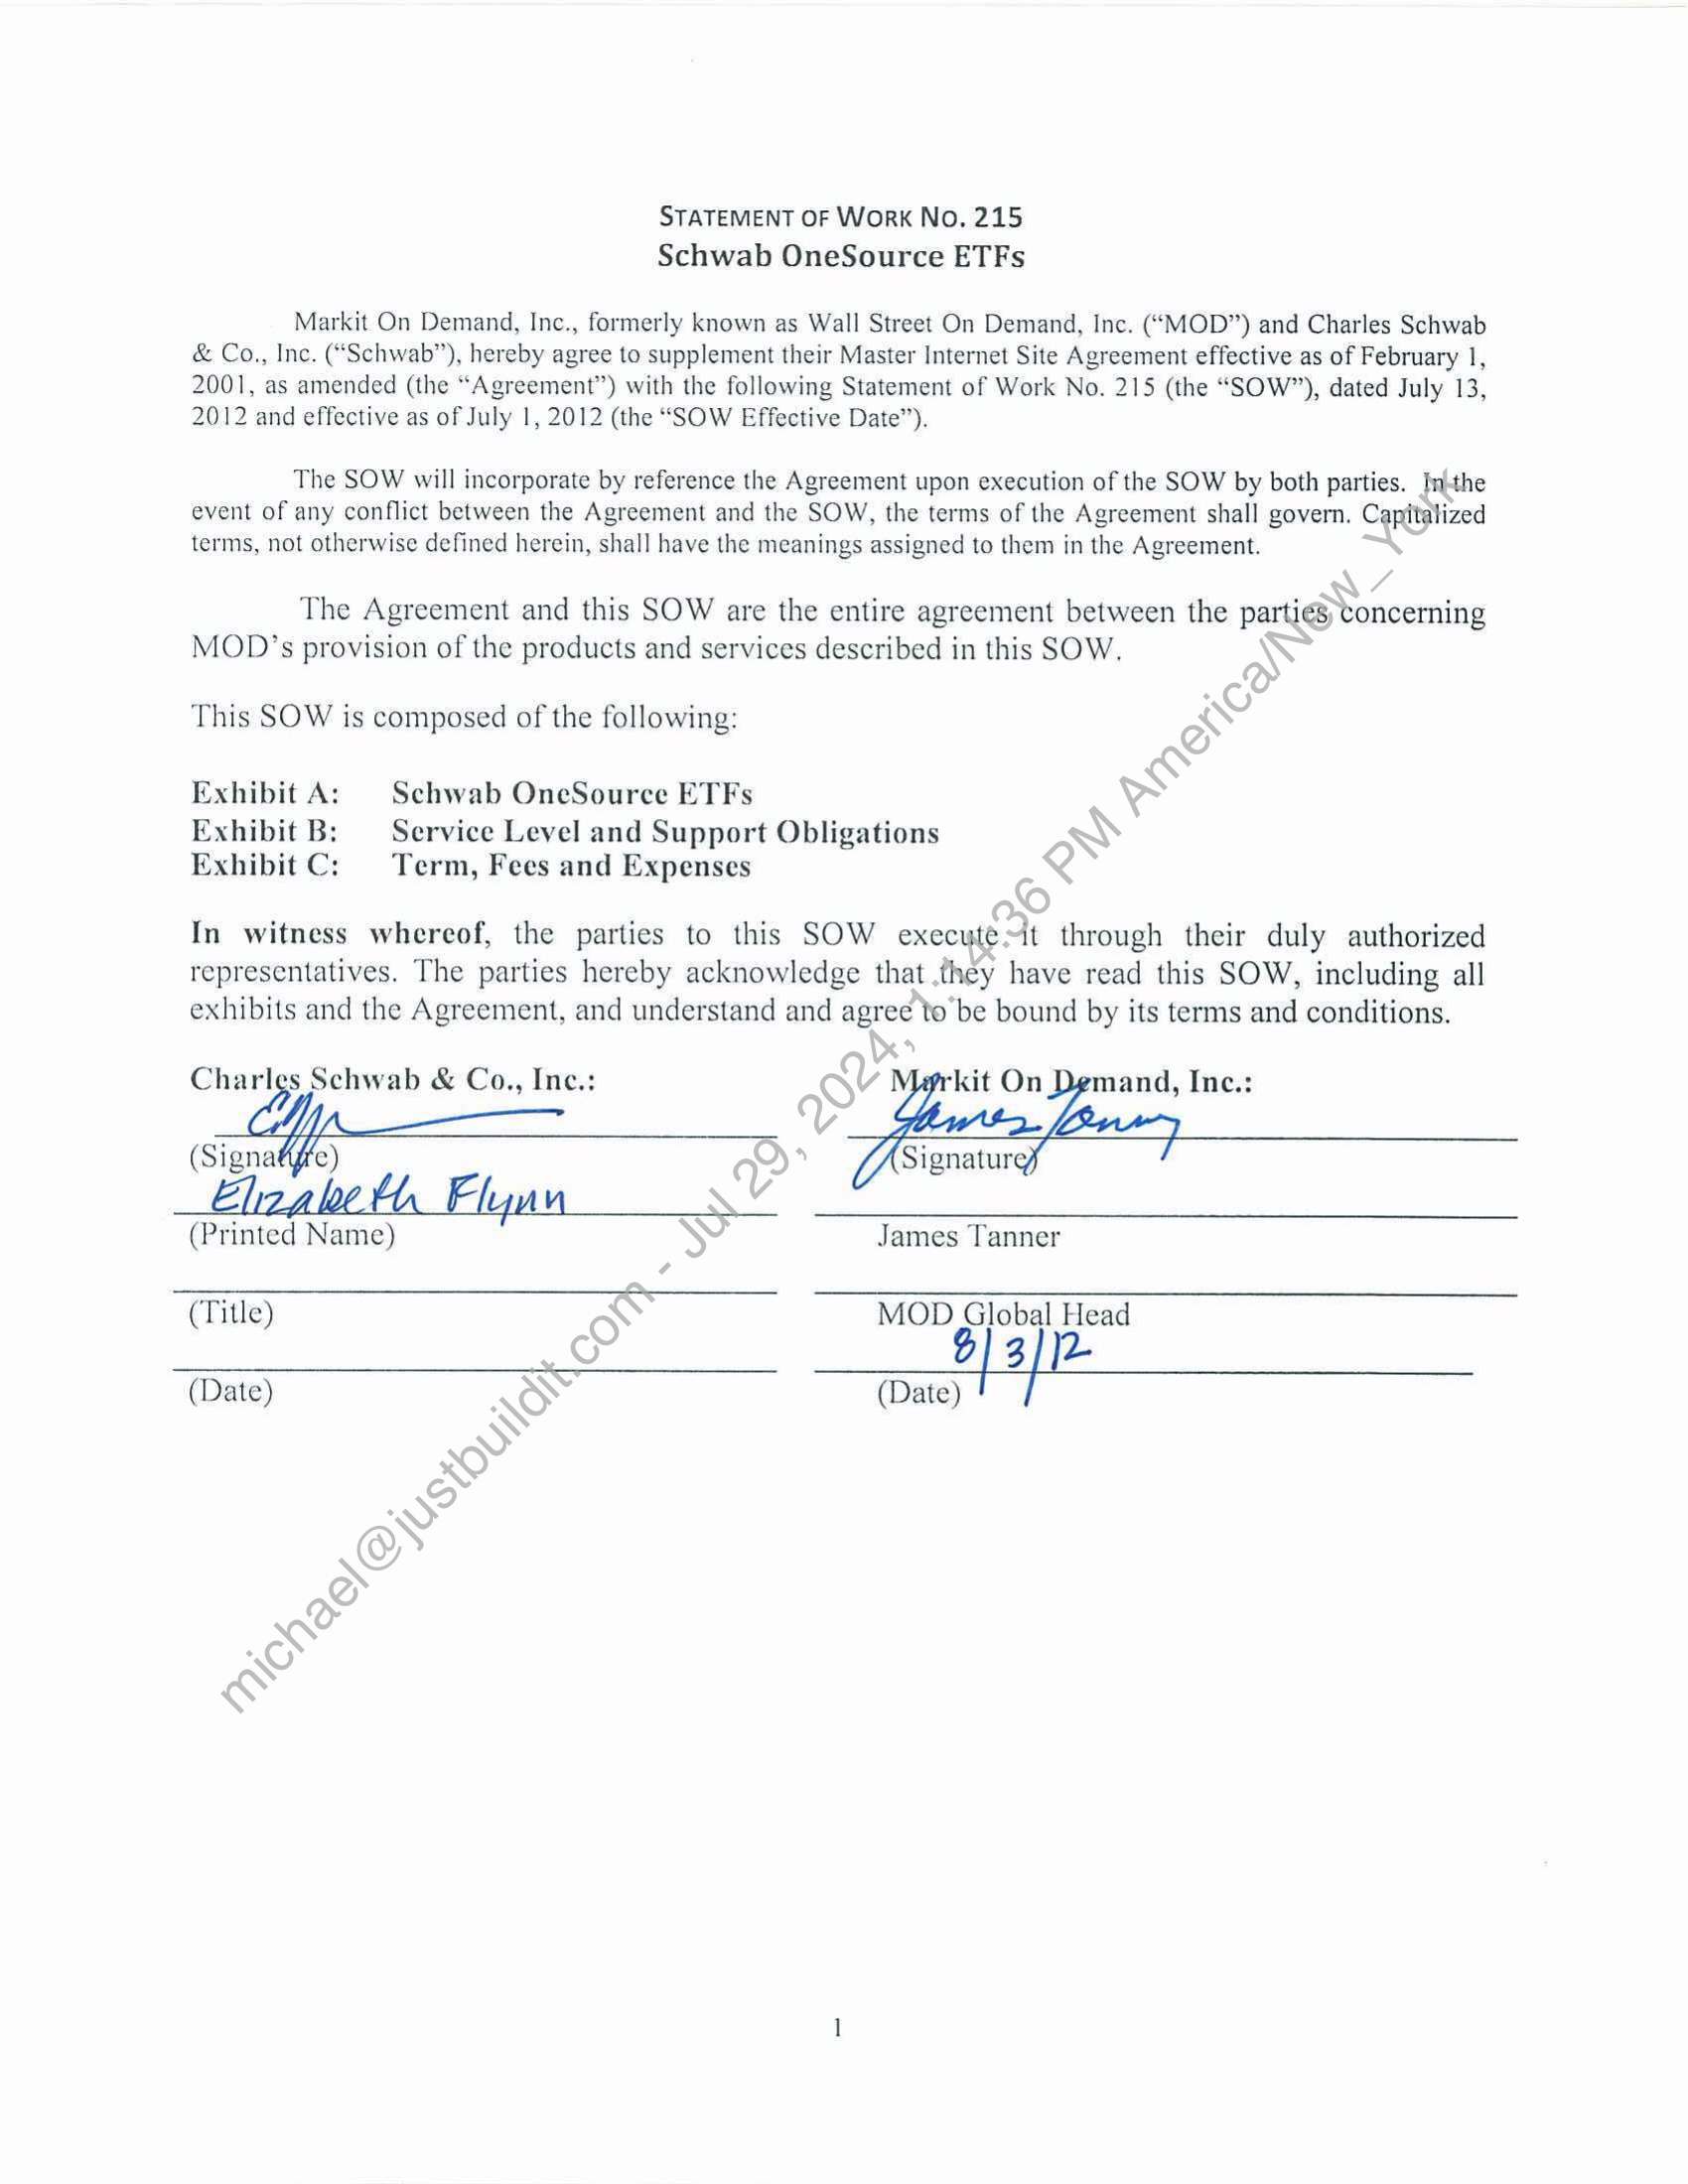 STATEMENT OF WORK NO. 215
Schwab OneSource ETFs
Markit On Demand, Inc., formerly known as Wall Street On Demand, Inc. (“MOD”) and Charles Schwab
& Co., Inc. (“Schwab”), hereby agree to supplement their Master Internet Site Agreement effective as of February 1,
2001, as amended (the “Agreement”) with the following Statement of Work No. 215 (the “SOW”), dated July 13,
2012 and effective as of July 1, 2012 (the “SOW Effective Date”).
The SOW will incorporate by reference the Agreement upon execution of the SOW by both parties. In the
event of any conflict between the Agreement and the SOW, the terms of the Agreement shall govern. Capitalized
terms, not otherwise defined herein, shall have the meanings assigned to them in the Agreement.
The Agreement and this SOW are the entire agreement between the parties concerning
MOD’s provision of the products and services described in this SOW.
This SOW is composed of the following:
Exhibit A: Schwab OneSource ETFs
Exhibit B: Service Level and Support Obligations
Exhibit C: Term, Fees and Expenses
In witness whereof, the parties to this SOW execute it through their duly authorized
representatives. The parties hereby acknowledge that they have read this SOW, including all
exhibits and the Agreement, and understand and agree to be bound by its terms and conditions.
Charles Schwab & Co., Inc.: Markit On Demand, Inc.:
(Signature) (Signature)
Elizabeth Flynn
(Printed Name) James Tanner
(Title) MOD Global Head
8/3/12
(Date) (Date)
michael@justbuildit.com - Jul 29, 2024, 1:14:36 PM America/New_York
1